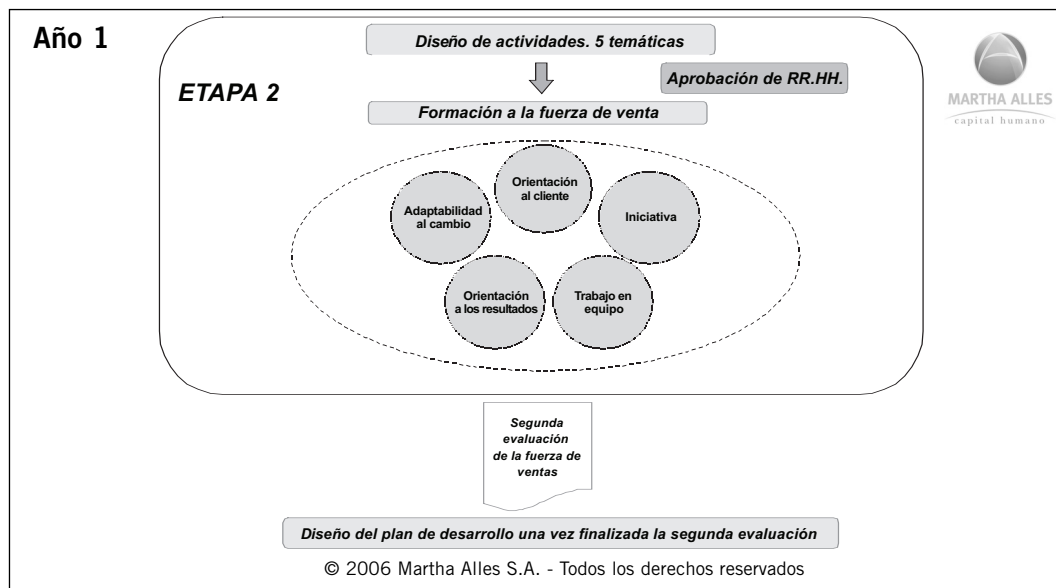 Año 1
Diseño de actividades. 5 temáticas
Aprobación de RR.HH.
MARTHA ALLES
capital humano
ETAPA 2
Formación a la fuerza de venta
Orientación
al cliente
Adaptabilidad
al cambio
Iniciativa
Orientación
a los resultados
Trabajo en
equipo
Segunda
evaluación
de la fuerza de
ventas
Diseño del plan de desarrollo una vez finalizada la segunda evaluación
© 2006 Martha Alles S.A. - Todos los derechos reservados